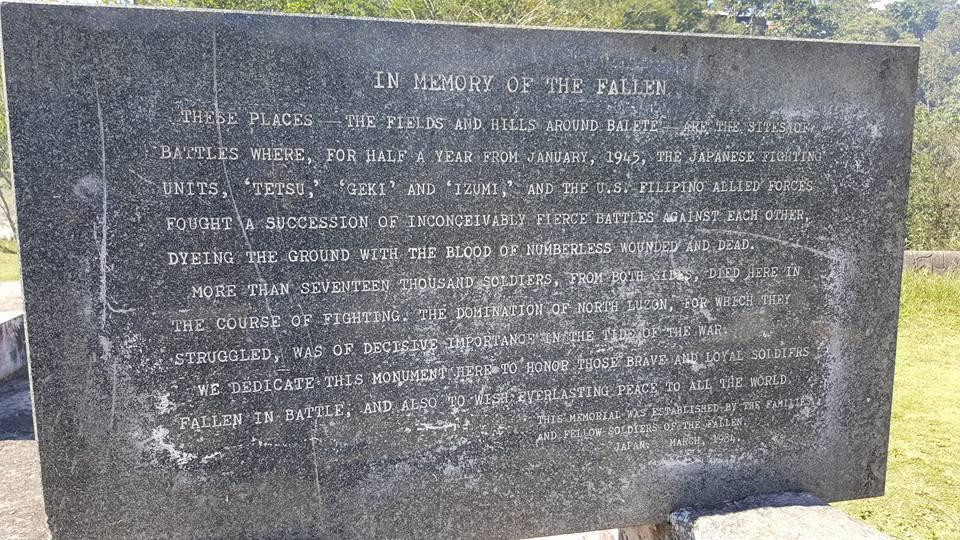 IN MEMORY OF THE FALLEN
THESE PLACES — THE FIELDS AND HILLS AROUND BALETE — ARE THE SITES OF
BATTLES WHERE, FOR HALF A YEAR FROM JANUARY, 1945, THE JAPANESE FIGHTING
UNITS, 'TETSU,' 'GEKI' AND 'IZUMI,' AND THE U.S.-FILIPINO ALLIED FORCES
FOUGHT A SUCCESSION OF INCONCEIVABLY FIERCE BATTLES AGAINST EACH OTHER,
DYEING THE GROUND WITH THE BLOOD OF NUMBERLESS WOUNDED AND DEAD.
MORE THAN SEVENTEEN THOUSAND SOLDIERS, FROM BOTH SIDES, DIED HERE IN
THE COURSE OF FIGHTING. THE DOMINATION OF NORTH LUZON, FOR WHICH THEY
STRUGGLED, WAS OF DECISIVE IMPORTANCE IN THE TIDE OF THE WAR.
WE DEDICATE THIS MONUMENT HERE TO HONOR THOSE BRAVE AND LOYAL SOLDIERS
FALLEN IN BATTLE, AND ALSO TO WISH EVERLASTING PEACE TO ALL THE WORLD.
THIS MEMORIAL WAS ESTABLISHED BY THE FAMILIES
AND FELLOW SOLDIERS OF THE FALLEN.
JAPAN. MARCH, 1984.